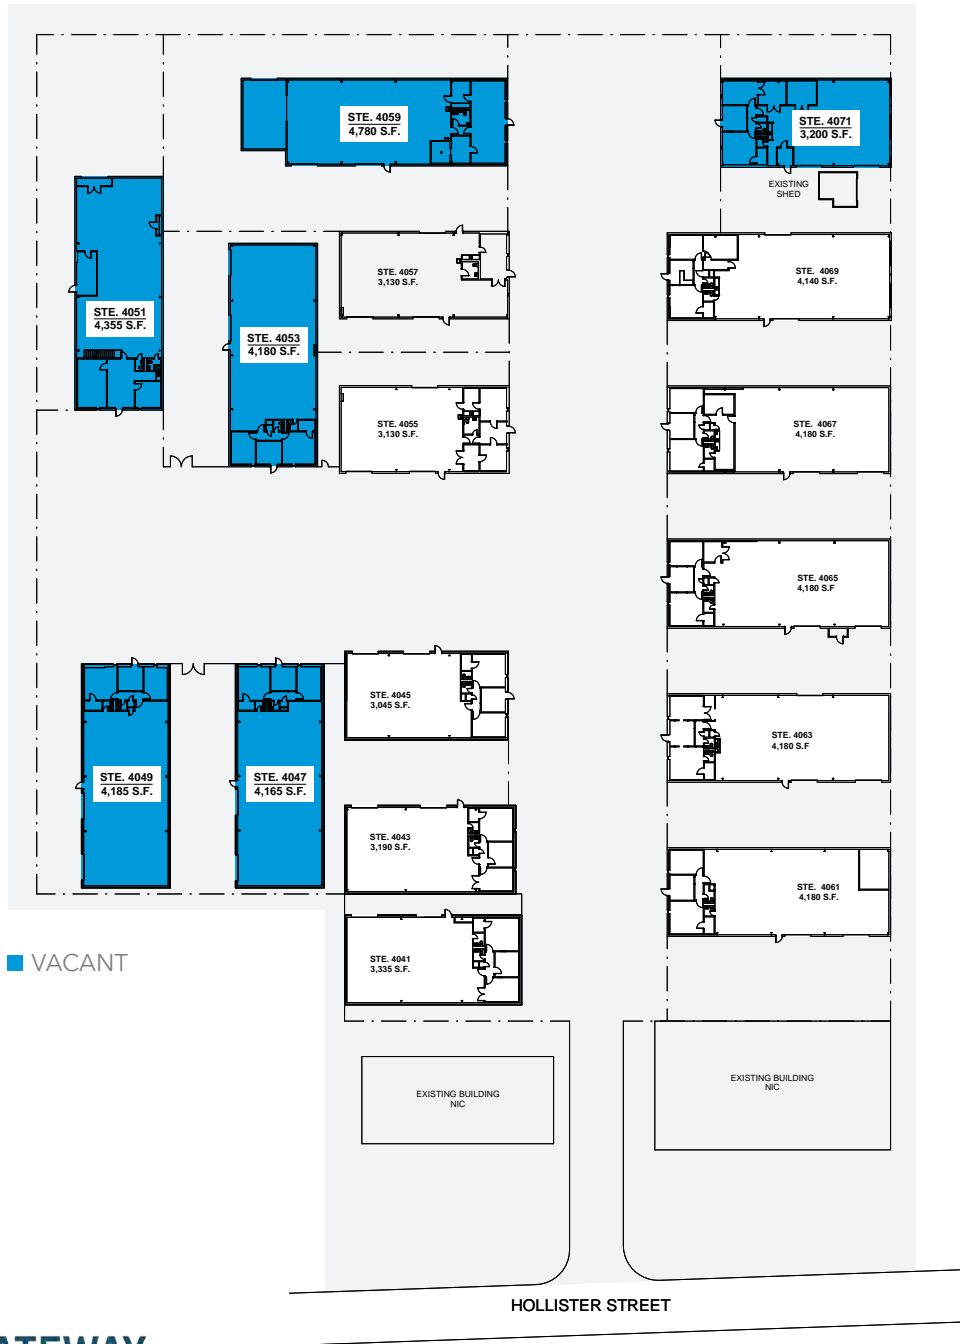 STE. 4059
4,780 S.F.
STE. 4071
3,200 S.F.
EXISTING
SHED
STE. 4057
3,130 S.F.
STE. 4069
4,140 S.F.
STE. 4051
4,355 S.F.
STE. 4053
4,180 S.F.
STE. 4055
3,130 S.F.
STE. 4067
4,180 S.F.
STE. 4065
4,180 S.F
STE. 4045
3,045 S.F.
STE. 4063
4,180 S.F
STE. 4049
4,185 S.F.
STE. 4047
4,165 S.F.
STE. 4043
3,190 S.F.
STE. 4061
4,180 S.F.
STE. 4041
3,335 S.F.
VACANT
EXISTING BUILDING
NIC
EXISTING BUILDING
NIC
HOLLISTER STREET